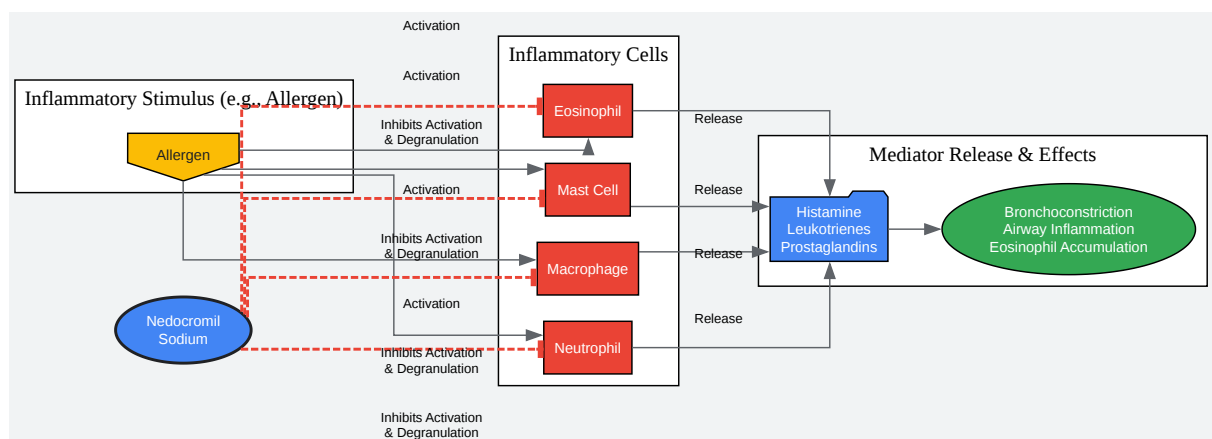 Activation
Inflammatory Cells
Activation
Inflammatory Stimulus (e.g., Allergen)
Eosinophil
Release
Inhibits Activation
& Degranulation
Allergen
Mediator Release & Effects
Mast Cell
Activation
Release
Histamine
Leukotrienes
Prostaglandins
Bronchoconstriction
Airway Inflammation
Eosinophil Accumulation
Inhibits Activation
& Degranulation
Release
Macrophage
Activation
Release
Nedocromil
Sodium
Neutrophil
Inhibits Activation
& Degranulation
Inhibits Activation
& Degranulation